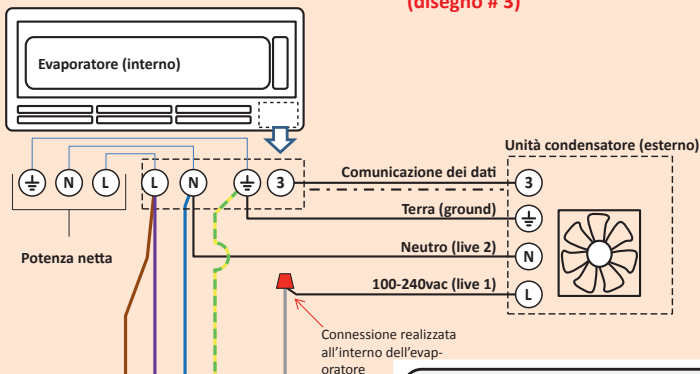 (disegno # 3)
Evaporatore (interno)
Unità condensatore (esterno)
N L L N 3
Comunicazione dei dati 3
Terra (ground)
Neutro (live 2) N
100-240vac (live 1) L
Potenza netta
Connessione realizzata
all'interno dell'evap-
oratore